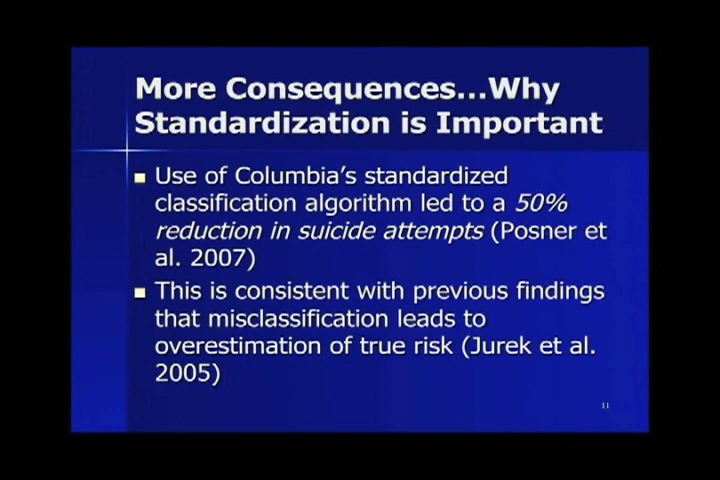 More Consequences...Why
Standardization is Important
Use of Columbia's standardized
classification algorithm led to a 50%
reduction in suicide attempts (Posner et
al. 2007)
This is consistent with previous findings
that misclassification leads to
overestimation of true risk (Jurek et al.
2005)
11